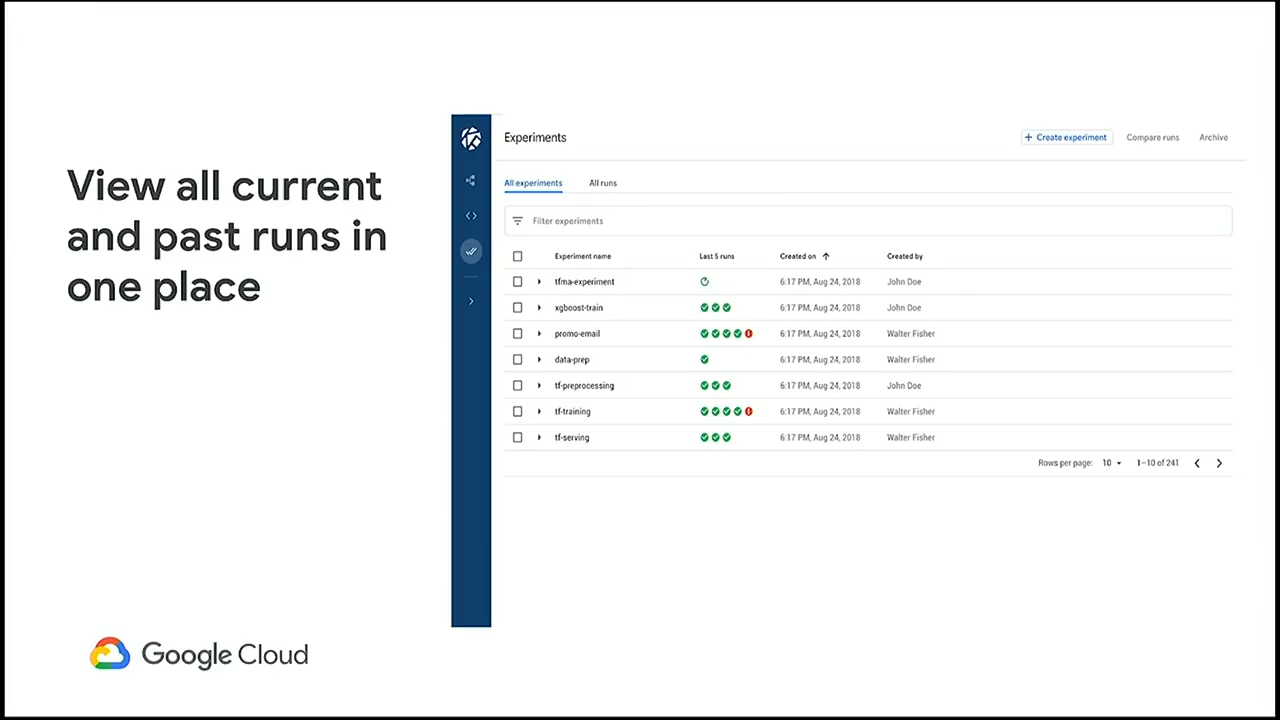 View all current
and past runs in
one place
Experiments
+ Create experiment
Compare runs
Archive
All experiments
All runs
Filter experiments
Experiment name Last 5 runs Created on Created by
tfma-experiment 6:17 PM, Aug 24, 2018 John Doe
xgboost-train 6:17 PM, Aug 24, 2018 John Doe
promo-email 6:17 PM, Aug 24, 2018 Walter Fisher
data-prep 6:17 PM, Aug 24, 2018 Walter Fisher
tf-preprocessing 6:17 PM, Aug 24, 2018 John Doe
tf-training 6:17 PM, Aug 24, 2018 Walter Fisher
tf-serving 6:17 PM, Aug 24, 2018 Walter Fisher
Rows per page: 10 1–10 of 241
Google Cloud